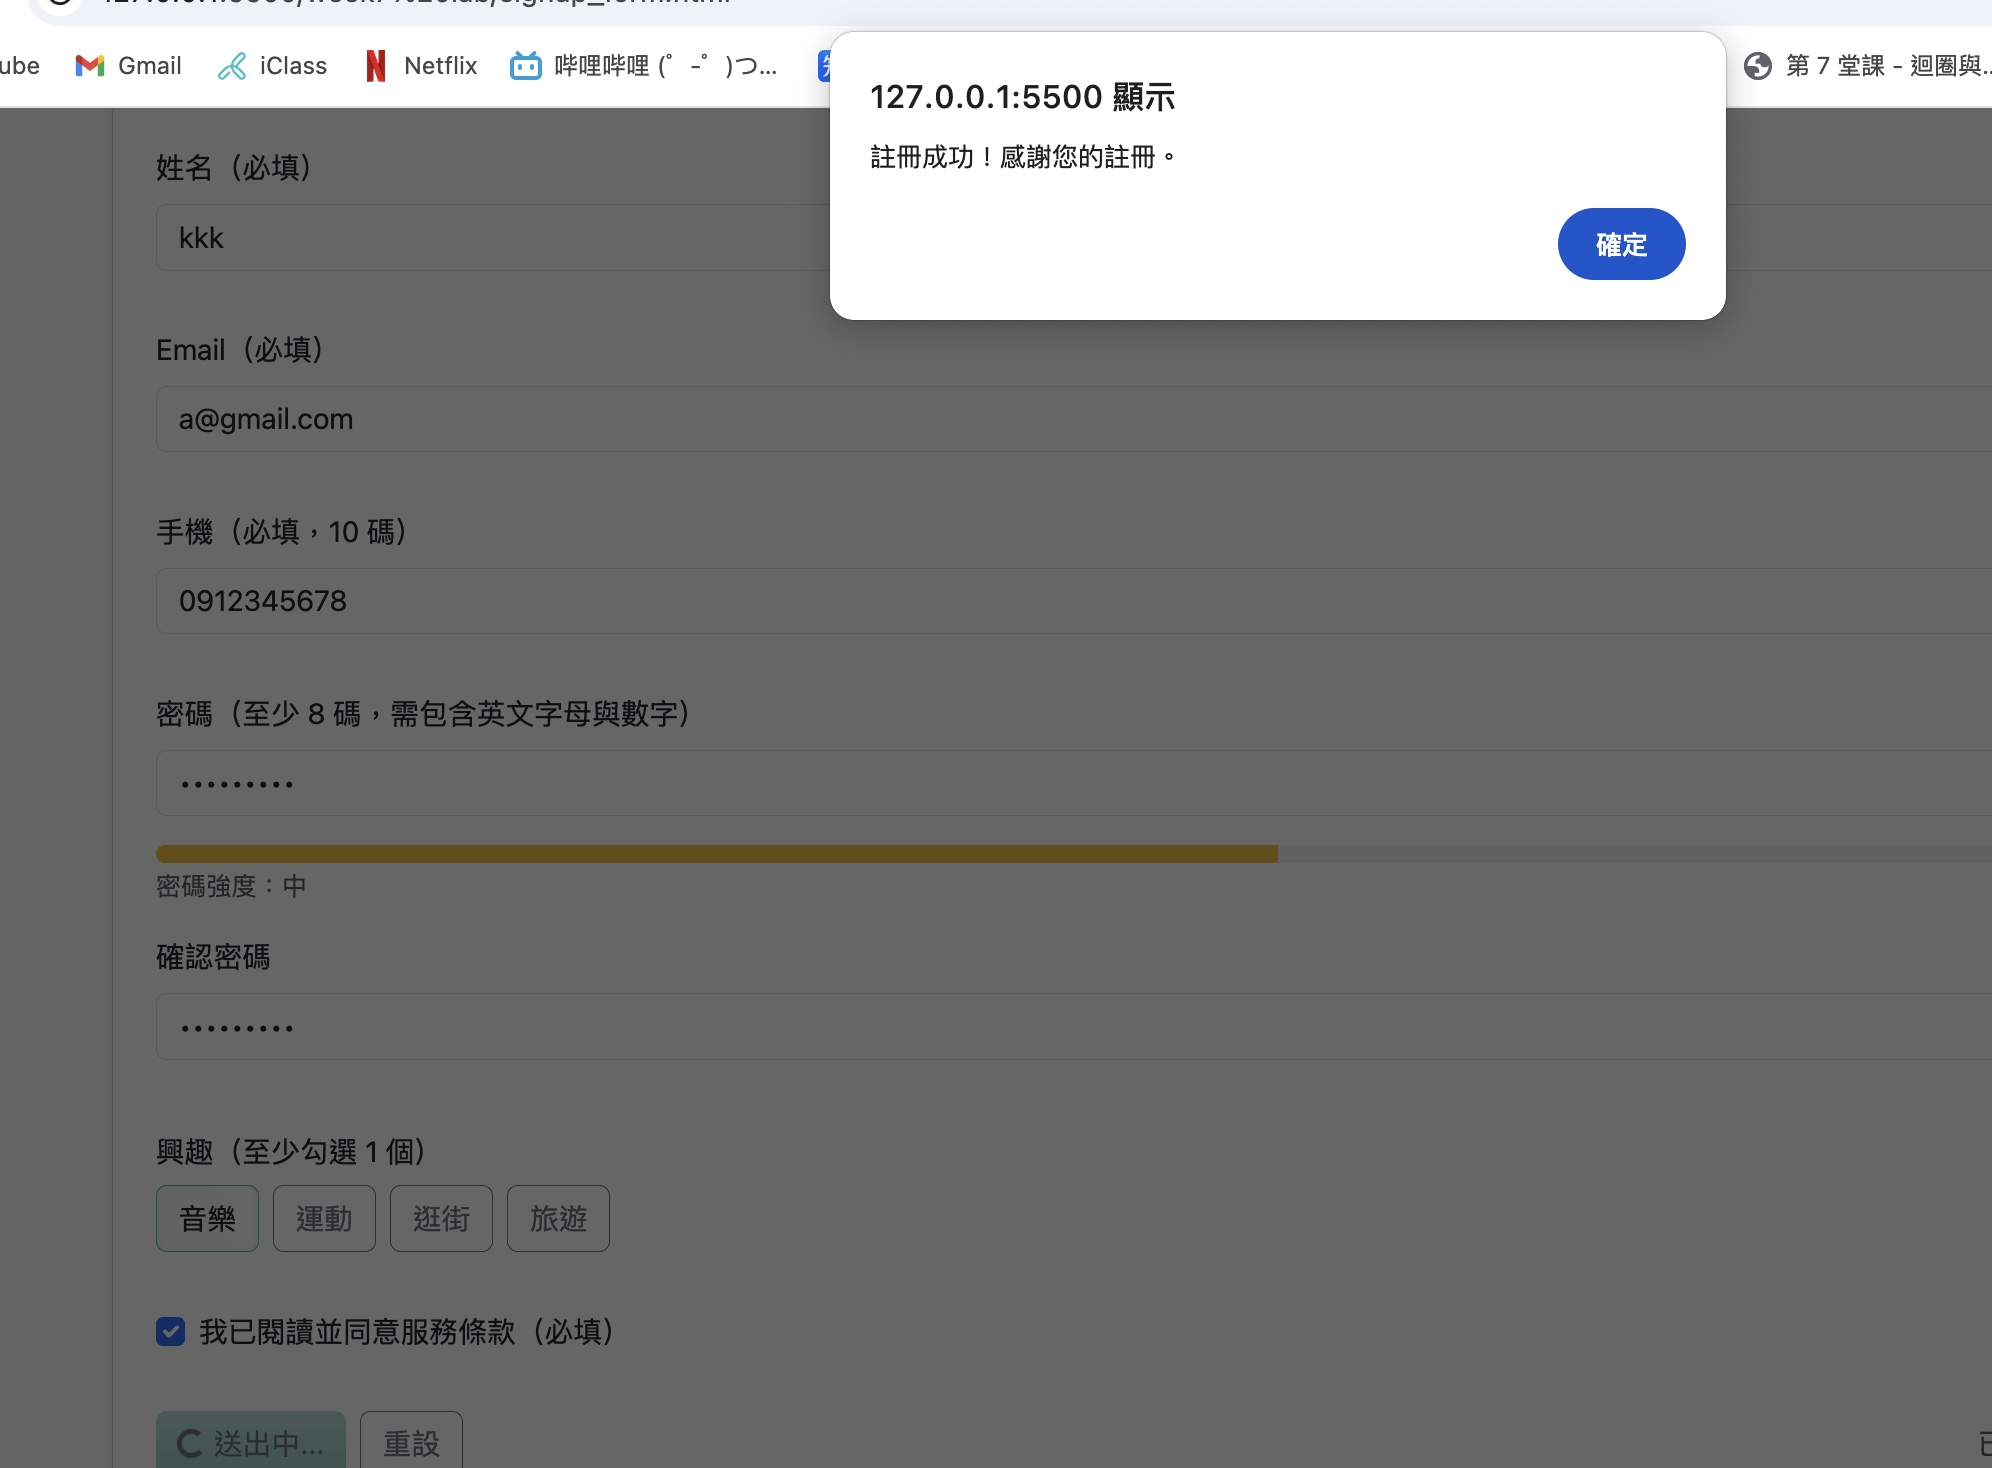 ube Gmail iClass Netflix 哔哩哔哩 (゜-゜)つ... 第 7 堂課 - 迴圈與...
127.0.0.1:5500 顯示
註冊成功！感謝您的註冊。
確定
姓名（必填）
kkk
Email（必填）
a@gmail.com
手機（必填，10 碼）
0912345678
密碼（至少 8 碼，需包含英文字母與數字）
•••••••••
密碼強度：中
確認密碼
•••••••••
興趣（至少勾選 1 個）
音樂 運動 逛街 旅遊
我已閱讀並同意服務條款（必填）
送出中... 重設